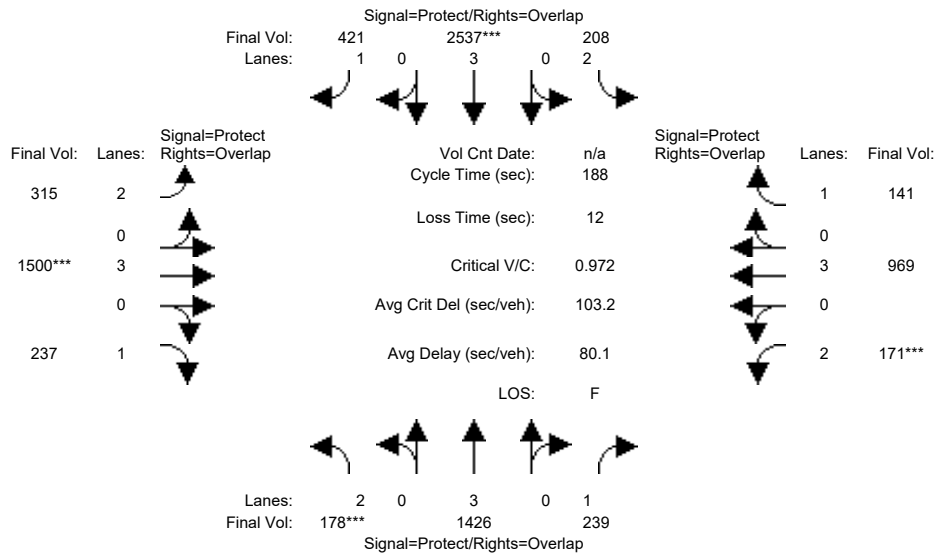 Signal=Protect/Rights=Overlap
Final Vol: 421 2537*** 208
Lanes: 1 0 3 0 2
Signal=Protect
Final Vol: Lanes: Rights=Overlap
Vol Cnt Date: n/a
Signal=Protect
Rights=Overlap Lanes: Final Vol:
Cycle Time (sec): 188
315 2
1 141
Loss Time (sec): 12
0
0
1500*** 3
Critical V/C: 0.972
3 969
0
Avg Crit Del (sec/veh): 103.2
0
237 1
Avg Delay (sec/veh): 80.1
2 171***
LOS: F
Lanes: 2 0 3 0 1
Final Vol: 178*** 1426 239
Signal=Protect/Rights=Overlap